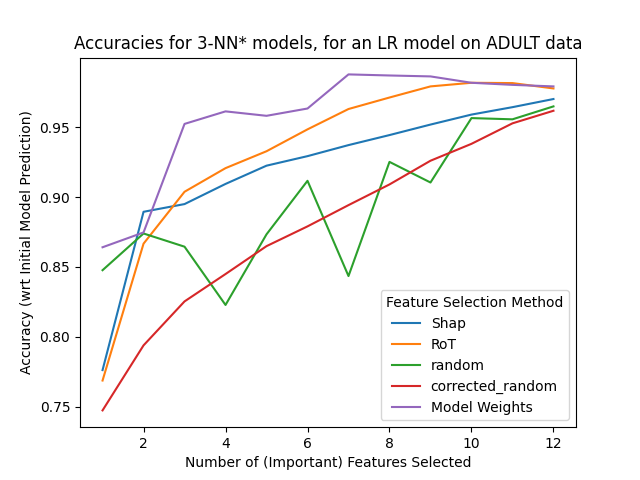 Accuracies for 3-NN* models, for an LR model on ADULT data
Accuracy (wrt Initial Model Prediction)
0.95
0.90
0.85
0.80
0.75
Feature Selection Method
Shap
RoT
random
corrected_random
Model Weights
2 4 6 8 10 12
Number of (Important) Features Selected